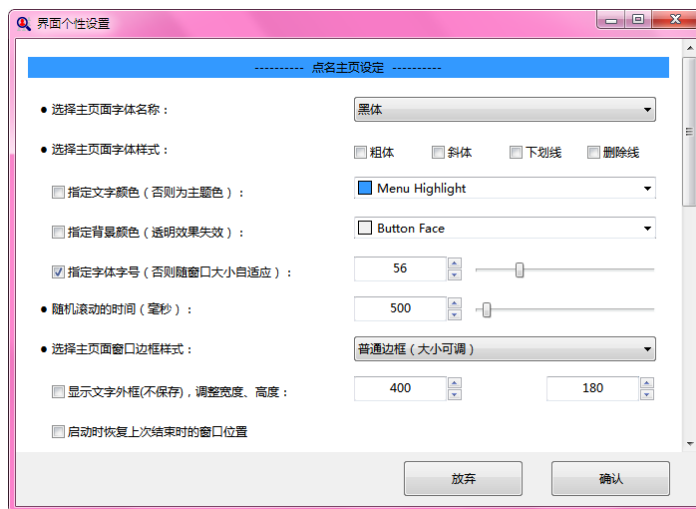 界面个性设置
---------- 点名主页设定 ----------
● 选择主页面字体名称： 黑体
● 选择主页面字体样式： 粗体 斜体 下划线 删除线
指定文字颜色（否则为主题色）： Menu Highlight
指定背景颜色（透明效果失效）： Button Face
指定字体字号（否则随窗口大小自适应）： 56
● 随机滚动的时间（毫秒）： 500
● 选择主页面窗口边框样式： 普通边框（大小可调）
显示文字外框(不保存)，调整宽度、高度： 400 180
启动时恢复上次结束时的窗口位置
放弃 确认